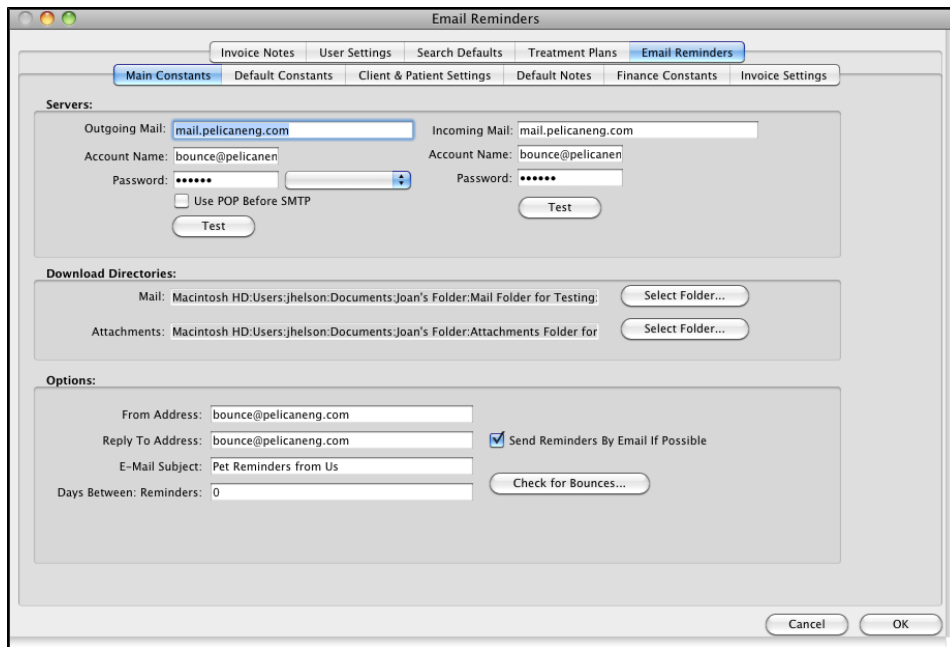 Email Reminders
Invoice Notes User Settings Search Defaults Treatment Plans Email Reminders
Main Constants Default Constants Client & Patient Settings Default Notes Finance Constants Invoice Settings
Servers:
Outgoing Mail: mail.pelicaneng.com Incoming Mail: mail.pelicaneng.com
Account Name: bounce@pelicanen Account Name: bounce@pelicanen
Password: •••••• Password: ••••••
Use POP Before SMTP
Test Test
Download Directories:
Mail: Macintosh HD:Users:jhelson:Documents:Joan's Folder:Mail Folder for Testing: Select Folder...
Attachments: Macintosh HD:Users:jhelson:Documents:Joan's Folder:Attachments Folder for Select Folder...
Options:
From Address: bounce@pelicaneng.com
Reply To Address: bounce@pelicaneng.com Send Reminders By Email If Possible
E-Mail Subject: Pet Reminders from Us
Days Between: Reminders: 0 Check for Bounces...
Cancel OK